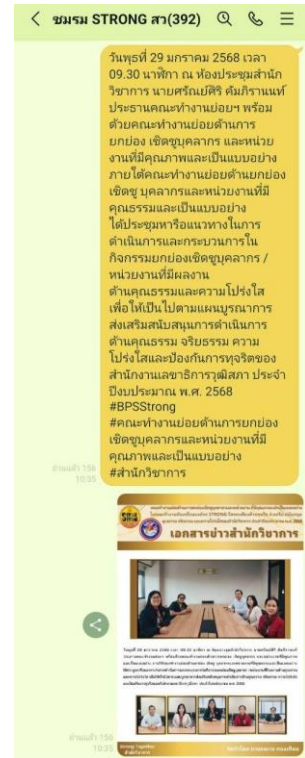 ชมรม STRONG สว(392)
วันพุธที่ 29 มกราคม 2568 เวลา
09.30 นาฬิกา ณ ห้องประชุมสำนัก
วิชาการ นายศรัณย์ศิริ คัมภิรานนท์
ประธานคณะทำงานย่อยฯ พร้อม
ด้วยคณะทำงานย่อยด้านการ
ยกย่อง เชิดชูบุคลากร และหน่วย
งานที่มีคุณภาพและเป็นแบบอย่าง
ภายใต้คณะทำงานย่อยด้านยกย่อง
เชิดชู บุคลากรและหน่วยงานที่มี
คุณธรรมและเป็นแบบอย่าง
ได้ประชุมหารือแนวทางในการ
ดำเนินการและกระบวนการใน
กิจกรรมยกย่องเชิดชูบุคลากร /
หน่วยงานที่มีผลงาน
ด้านคุณธรรมและความโปร่งใส
เพื่อให้เป็นไปตามแผนบูรณาการ
ส่งเสริมสนับสนุนการดำเนินการ
ด้านคุณธรรม จริยธรรม ความ
โปร่งใสและป้องกันการทุจริตของ
สำนักงานเลขาธิการวุฒิสภา ประจำ
ปีงบประมาณ พ.ศ. 2568
#BPSStrong
#คณะทำงานย่อยด้านการยกย่อง
เชิดชูบุคลากรและหน่วยงานที่มี
คุณภาพและเป็นแบบอย่าง
#สำนักวิชาการ
อ่านแล้ว 156
10:35
เอกสารข่าวสำนักวิชาการ
อ่านแล้ว 156
10:35
สำนักวิชาการ